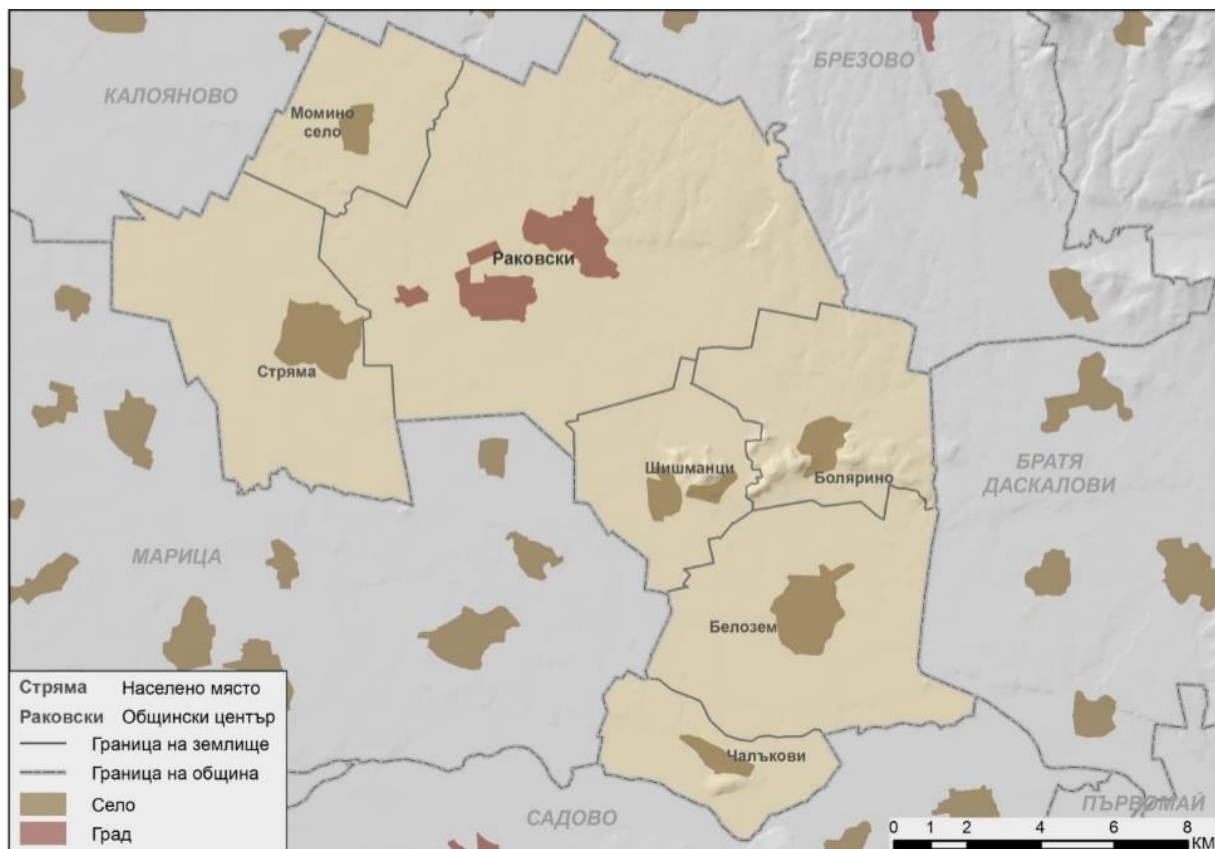 БРЕЗОВО
КАЛОЯНОВО
Момино
село
Раковски
Стряма
Шишманци
Болярино
БРАТЯ
ДАСКАЛОВИ
МАРИЦА
Белозем
Чалъкови
САДОВО
ПЪРВОМАЙ
Стряма Населено място
Раковски Общински център
Граница на землище
Граница на община
Село
Град
0 1 2 4 6 8
КМ